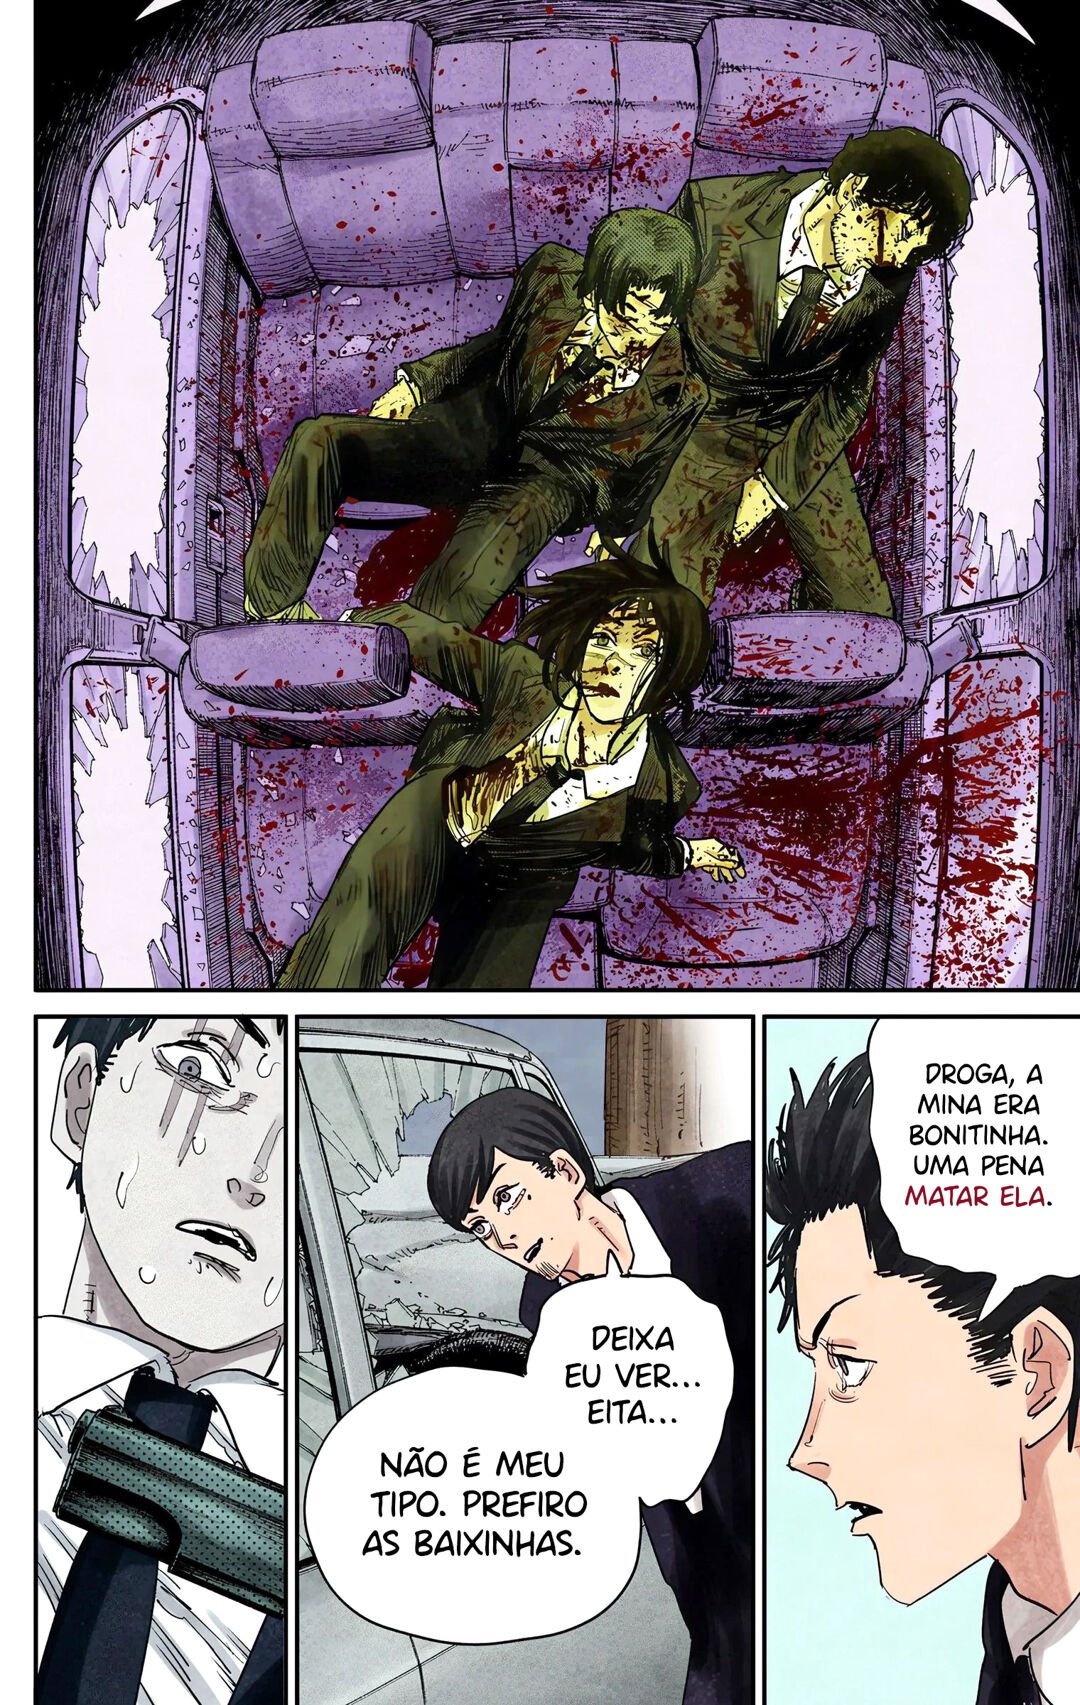 DROGA, A
MINA ERA
BONITINHA.
UMA PENA
MATAR ELA.
DEIXA
EU VER...
EITA...
NÃO É MEU
TIPO. PREFIRO
AS BAIXINHAS.